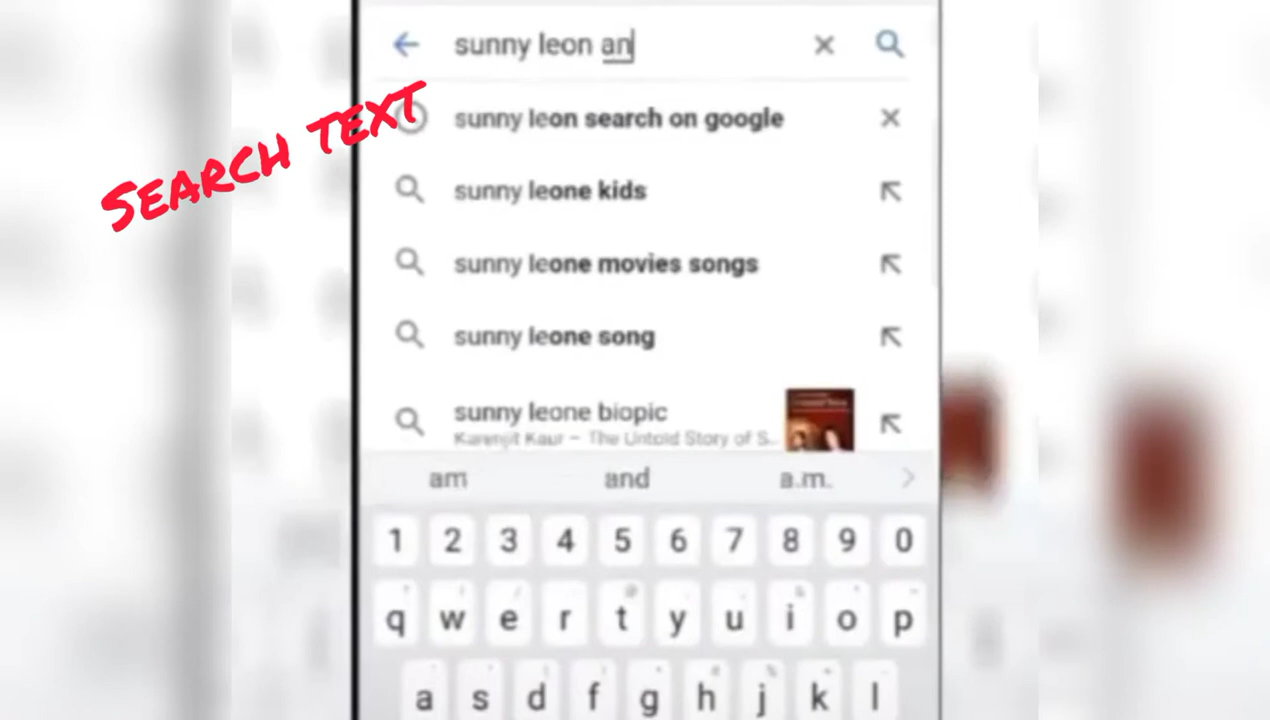 sunny leon an
SEARCH TEXT
sunny leon search on google
sunny leone kids
sunny leone movies songs
sunny leone song
sunny leone biopic
Karenjit Kaur – The Untold Story of S...
am and a.m.
1 2 3 4 5 6 7 8 9 0
q w e r t y u i o p
a s d f g h j k l